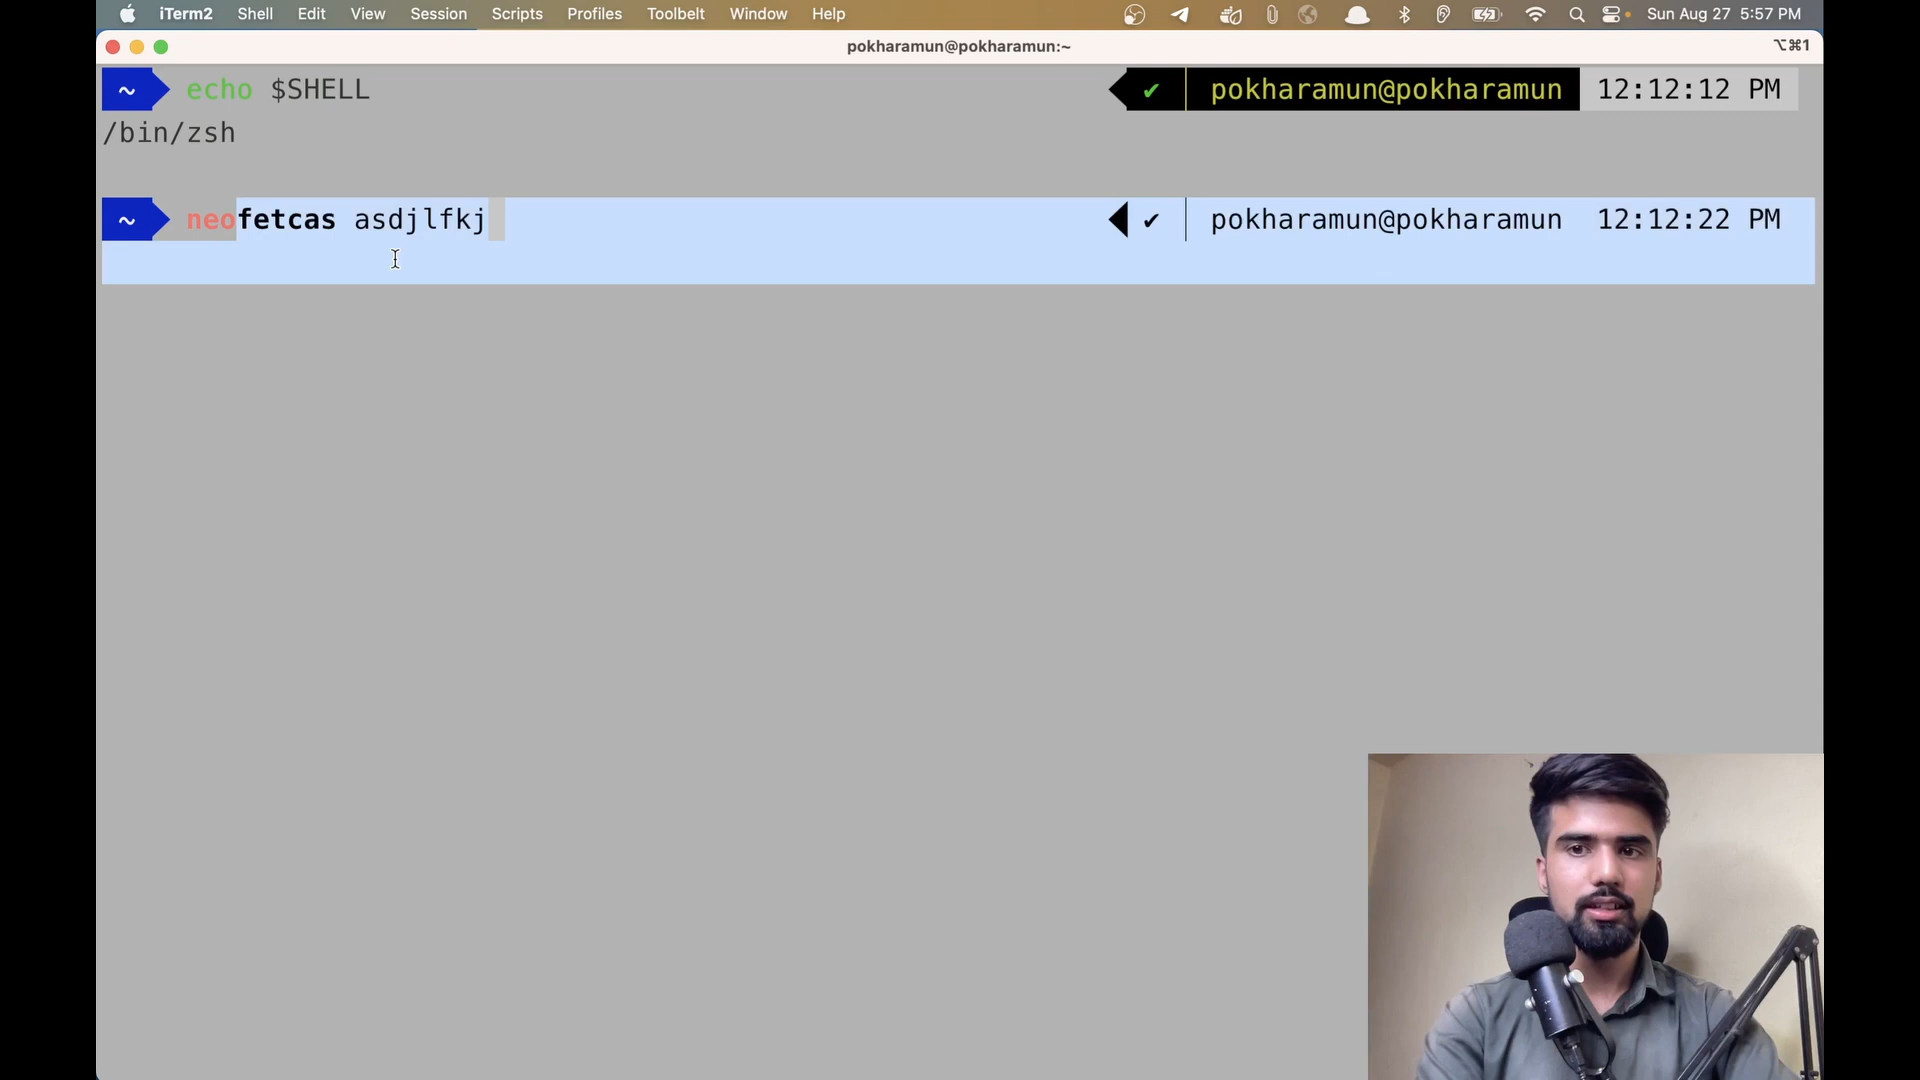 iTerm2 Shell Edit View Session Scripts Profiles Toolbelt Window Help Sun Aug 27 5:57 PM
pokharamun@pokharamun:~ ⌥⌘1
~ echo $SHELL ✔ pokharamun@pokharamun 12:12:12 PM
/bin/zsh
~ neofetcas asdjlfkj ✔ pokharamun@pokharamun 12:12:22 PM